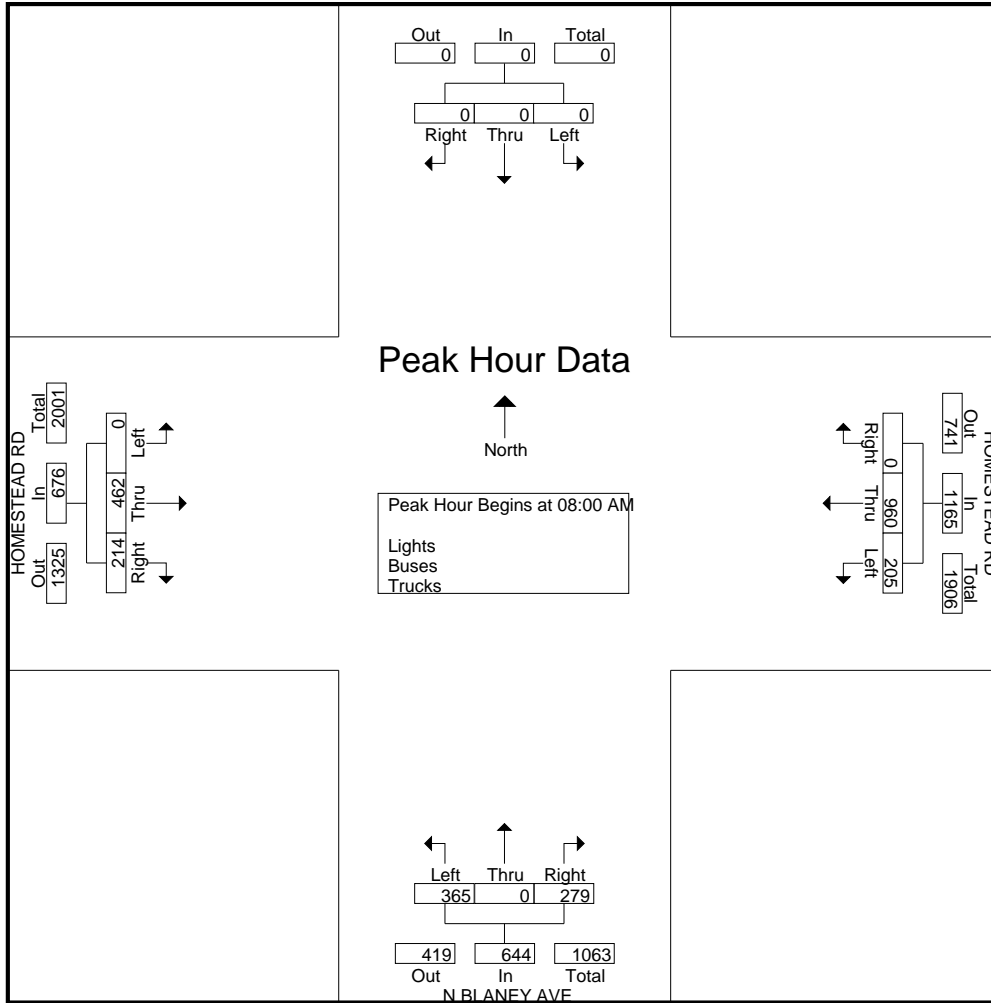 Out In Total
0 0 0
0 0 0
Right Thru Left
Peak Hour Data
North
Peak Hour Begins at 08:00 AM
Lights
Buses
Trucks
HOMESTEAD RD
Out In Total
1325 676 2001
0 462 214
Left Thru Right
HOMESTEAD RD
Out In Total
741 1165 1906
0 960 205
Right Thru Left
Left Thru Right
365 0 279
419 644 1063
Out In Total
N BLANEY AVE